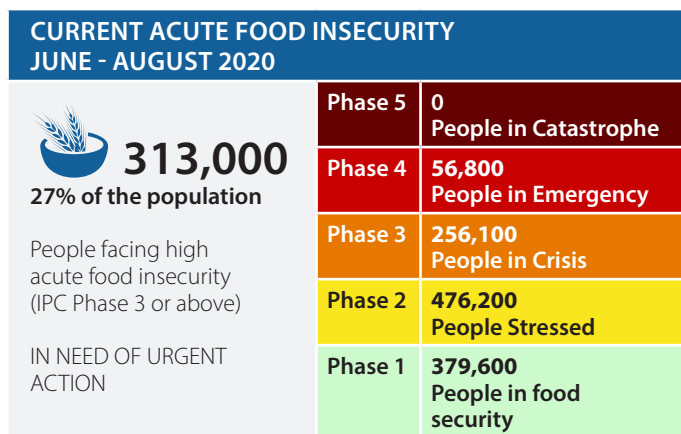 CURRENT ACUTE FOOD INSECURITY
JUNE - AUGUST 2020
313,000
27% of the population
People facing high
acute food insecurity
(IPC Phase 3 or above)
IN NEED OF URGENT
ACTION
Phase 5
0
People in Catastrophe
Phase 4
56,800
People in Emergency
Phase 3
256,100
People in Crisis
Phase 2
476,200
People Stressed
Phase 1
379,600
People in food
security